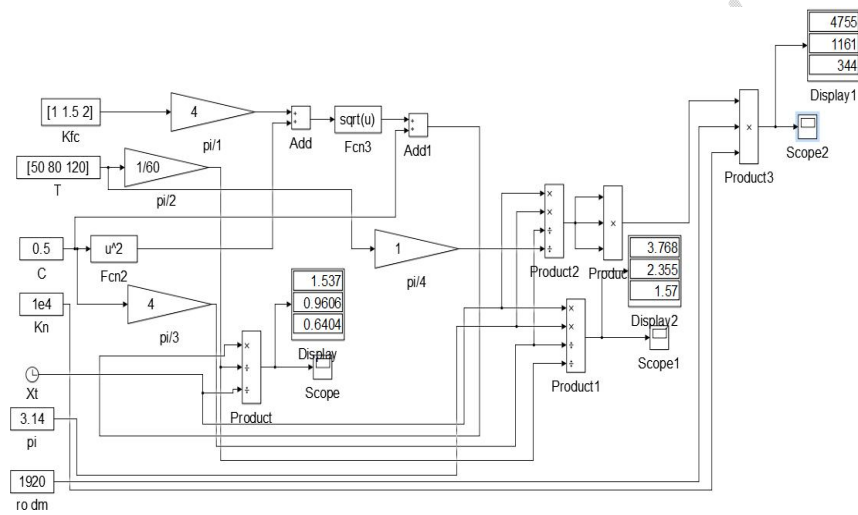 4755
1161
344
Display1
[1 1.5 2]
Kfc
4
pi/1
Add
sqrt(u)
Fcn3
Add1
Product3
Scope2
[50 80 120]
T
1/60
pi/2
0.5
C
u^2
Fcn2
1
pi/4
Product2
Produc
3.768
2.355
1.57
Display2
1e4
Kn
4
pi/3
1.537
0.9606
0.6404
Display
Scope
Product
Product1
Scope1
Xt
3.14
pi
1920
ro dm